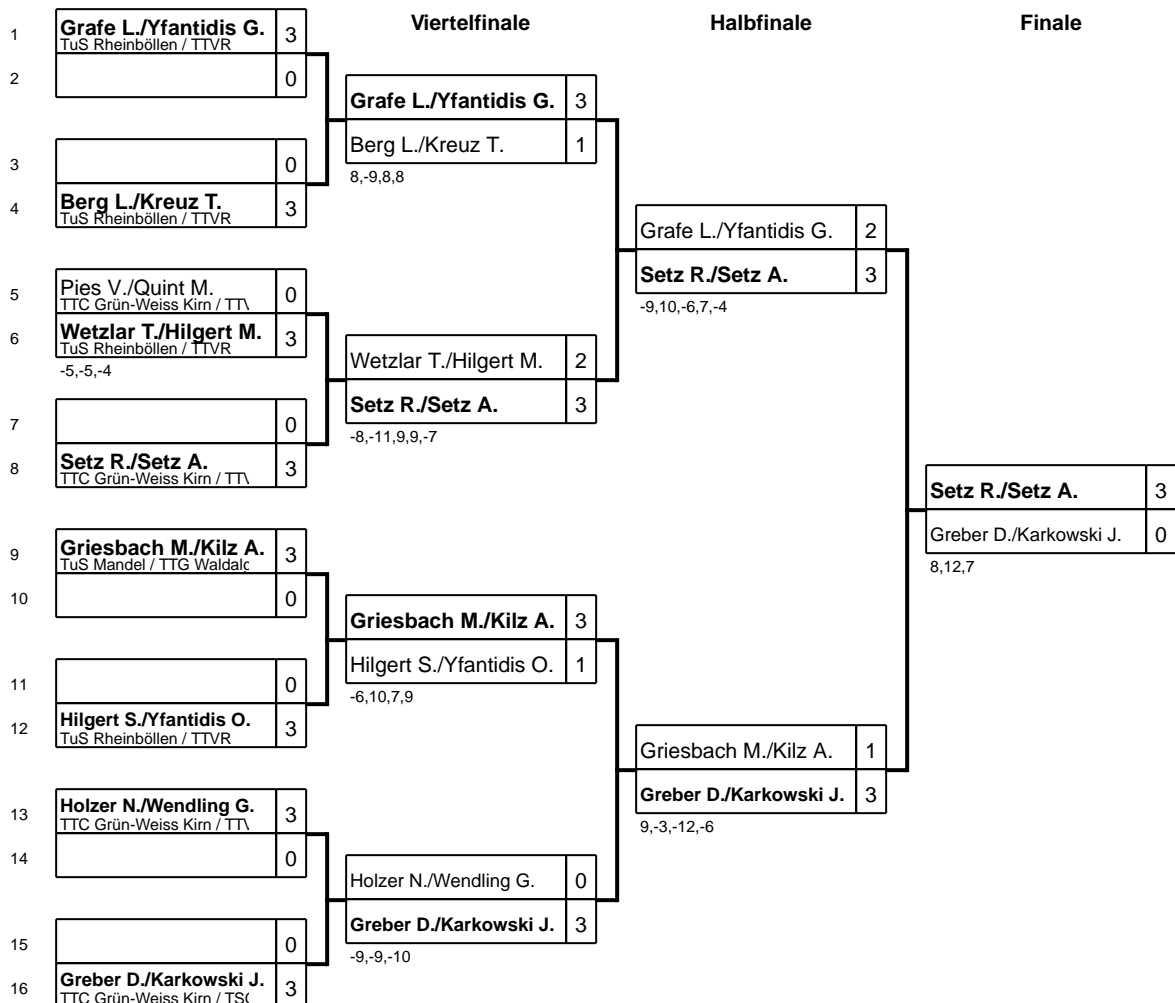 Viertelfinale
Halbfinale
Finale
1
Grafe L./Yfantidis G. 3
TuS Rheinböllen / TTVR
2
0
3
0
4
Berg L./Kreuz T. 3
TuS Rheinböllen / TTVR
5
Pies V./Quint M. 0
TTC Grün-Weiss Kirn / TT
6
Wetzlar T./Hilgert M. 3
TuS Rheinböllen / TTVR
-5,-5,-4
7
0
8
Setz R./Setz A. 3
TTC Grün-Weiss Kirn / TT
9
Griesbach M./Kilz A. 3
TuS Mandel / TTG Waldalg
10
0
11
0
12
Hilgert S./Yfantidis O. 3
TuS Rheinböllen / TTVR
13
Holzer N./Wendling G. 3
TTC Grün-Weiss Kirn / TT
14
0
15
0
16
Greber D./Karkowski J. 3
TTC Grün-Weiss Kirn / TSC
Grafe L./Yfantidis G. 3
Berg L./Kreuz T. 1
8,-9,8,8
Wetzlar T./Hilgert M. 2
Setz R./Setz A. 3
-8,-11,9,9,-7
Griesbach M./Kilz A. 3
Hilgert S./Yfantidis O. 1
-6,10,7,9
Holzer N./Wendling G. 0
Greber D./Karkowski J. 3
-9,-9,-10
Grafe L./Yfantidis G. 2
Setz R./Setz A. 3
-9,10,-6,7,-4
Griesbach M./Kilz A. 1
Greber D./Karkowski J. 3
9,-3,-12,-6
Setz R./Setz A. 3
Greber D./Karkowski J. 0
8,12,7